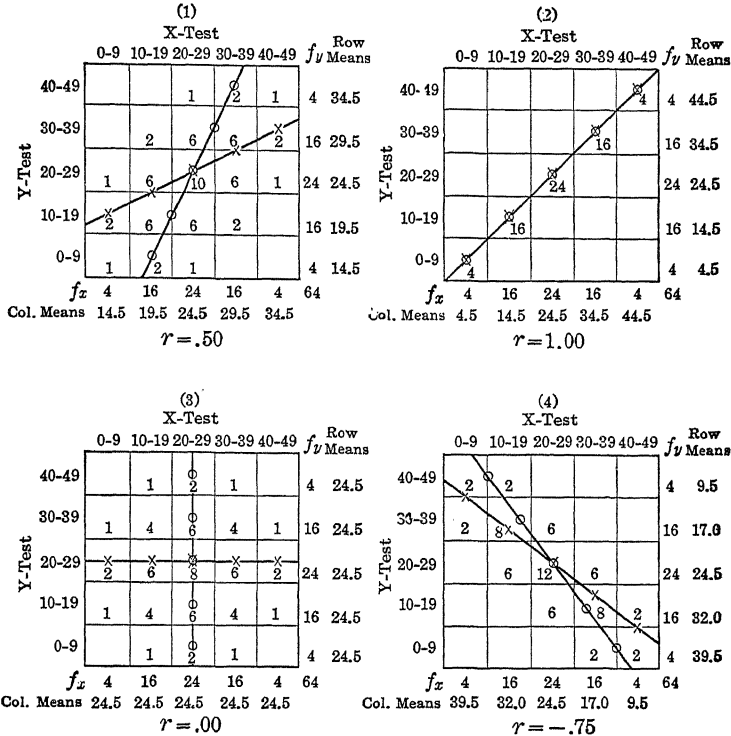 (1)
X-Test
0-9 10-19 20-29 30-39 40-49 fy Row Means
Y-Test
40-49 1 2 1 4 34.5
30-39 2 6 6 2 16 29.5
20-29 1 6 10 6 1 24 24.5
10-19 2 6 6 2 16 19.5
0-9 1 2 1 4 14.5
fx 4 16 24 16 4 64
Col. Means 14.5 19.5 24.5 29.5 34.5
r=.50
(2)
X-Test
0-9 10-19 20-29 30-39 40-49 fy Row Means
Y-Test
40-49 4 4 44.5
30-39 16 16 34.5
20-29 24 24 24.5
10-19 16 16 14.5
0-9 4 4 4.5
fx 4 16 24 16 4 64
Col. Means 4.5 14.5 24.5 34.5 44.5
r=1.00
(3)
X-Test
0-9 10-19 20-29 30-39 40-49 fy Row Means
Y-Test
40-49 1 2 1 4 24.5
30-39 1 4 6 4 1 16 24.5
20-29 2 6 8 6 2 24 24.5
10-19 1 4 6 4 1 16 24.5
0-9 1 2 1 4 24.5
fx 4 16 24 16 4 64
Col. Means 24.5 24.5 24.5 24.5 24.5
r=.00
(4)
X-Test
0-9 10-19 20-29 30-39 40-49 fy Row Means
Y-Test
40-49 2 2 4 9.5
30-39 2 8 6 16 17.0
20-29 6 12 6 24 24.5
10-19 6 8 2 16 32.0
0-9 2 2 4 39.5
fx 4 16 24 16 4 64
Col. Means 39.5 32.0 24.5 17.0 9.5
r=-.75